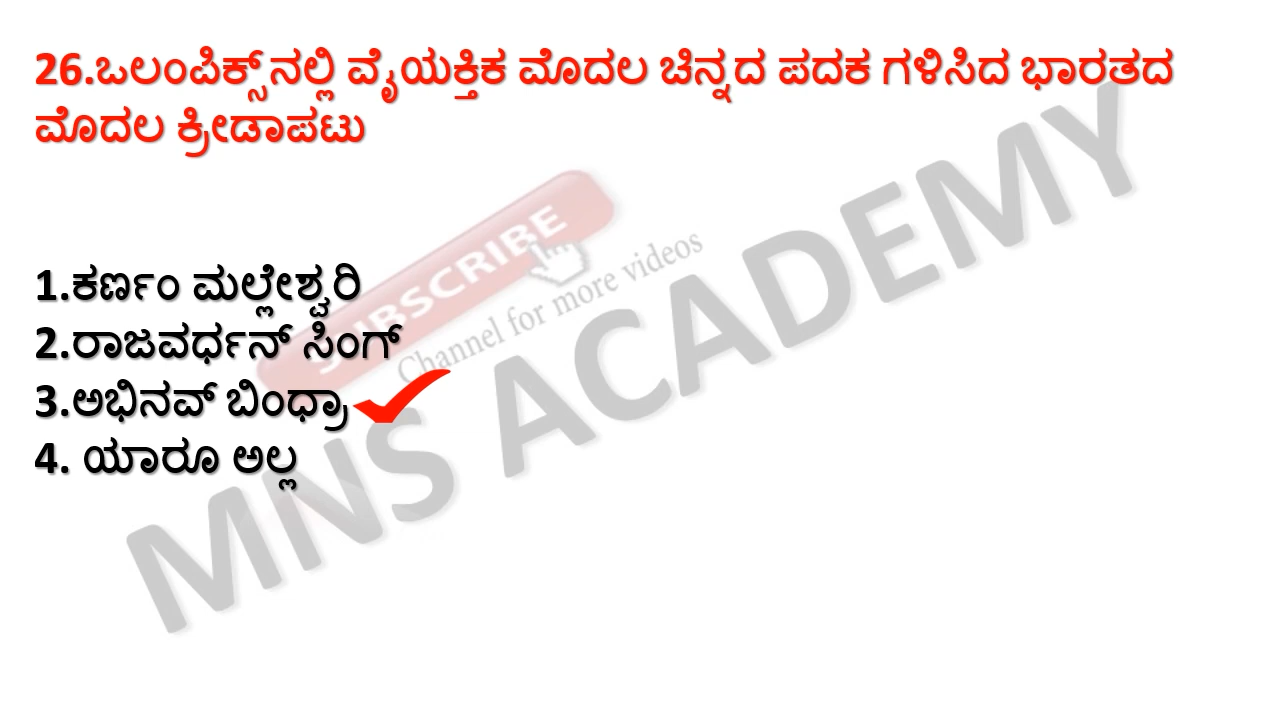 26.ಒಲಂಪಿಕ್ಸ್‌ನಲ್ಲಿ ವೈಯಕ್ತಿಕ ಮೊದಲ ಚಿನ್ನದ ಪದಕ ಗಳಿಸಿದ ಭಾರತದ
ಮೊದಲ ಕ್ರೀಡಾಪಟು
1.ಕರ್ಣಂ ಮಲ್ಲೇಶ್ವರಿ
2.ರಾಜವರ್ಧನ್ ಸಿಂಗ್
3.ಅಭಿನವ್ ಬಿಂಧ್ರಾ
4. ಯಾರೂ ಅಲ್ಲ
SUBSCRIBE
Channel for more videos
MNS ACADEMY